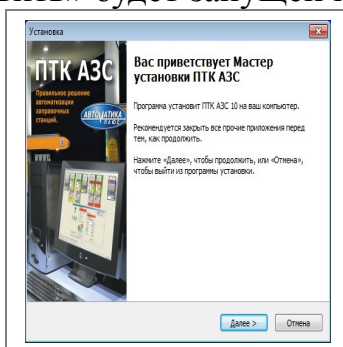 будет запущен
Установка
ПТК АЗС
Правильное решение
автоматизации
заправочных
станций.
АВТОМАТИКА
плюс
Вас приветствует Мастер
установки ПТК АЗС
Программа установит ПТК АЗС 10 на ваш компьютер.
Рекомендуется закрыть все прочие приложения перед
тем, как продолжить.
Нажмите «Далее», чтобы продолжить, или «Отмена»,
чтобы выйти из программы установки.
Далее >
Отмена